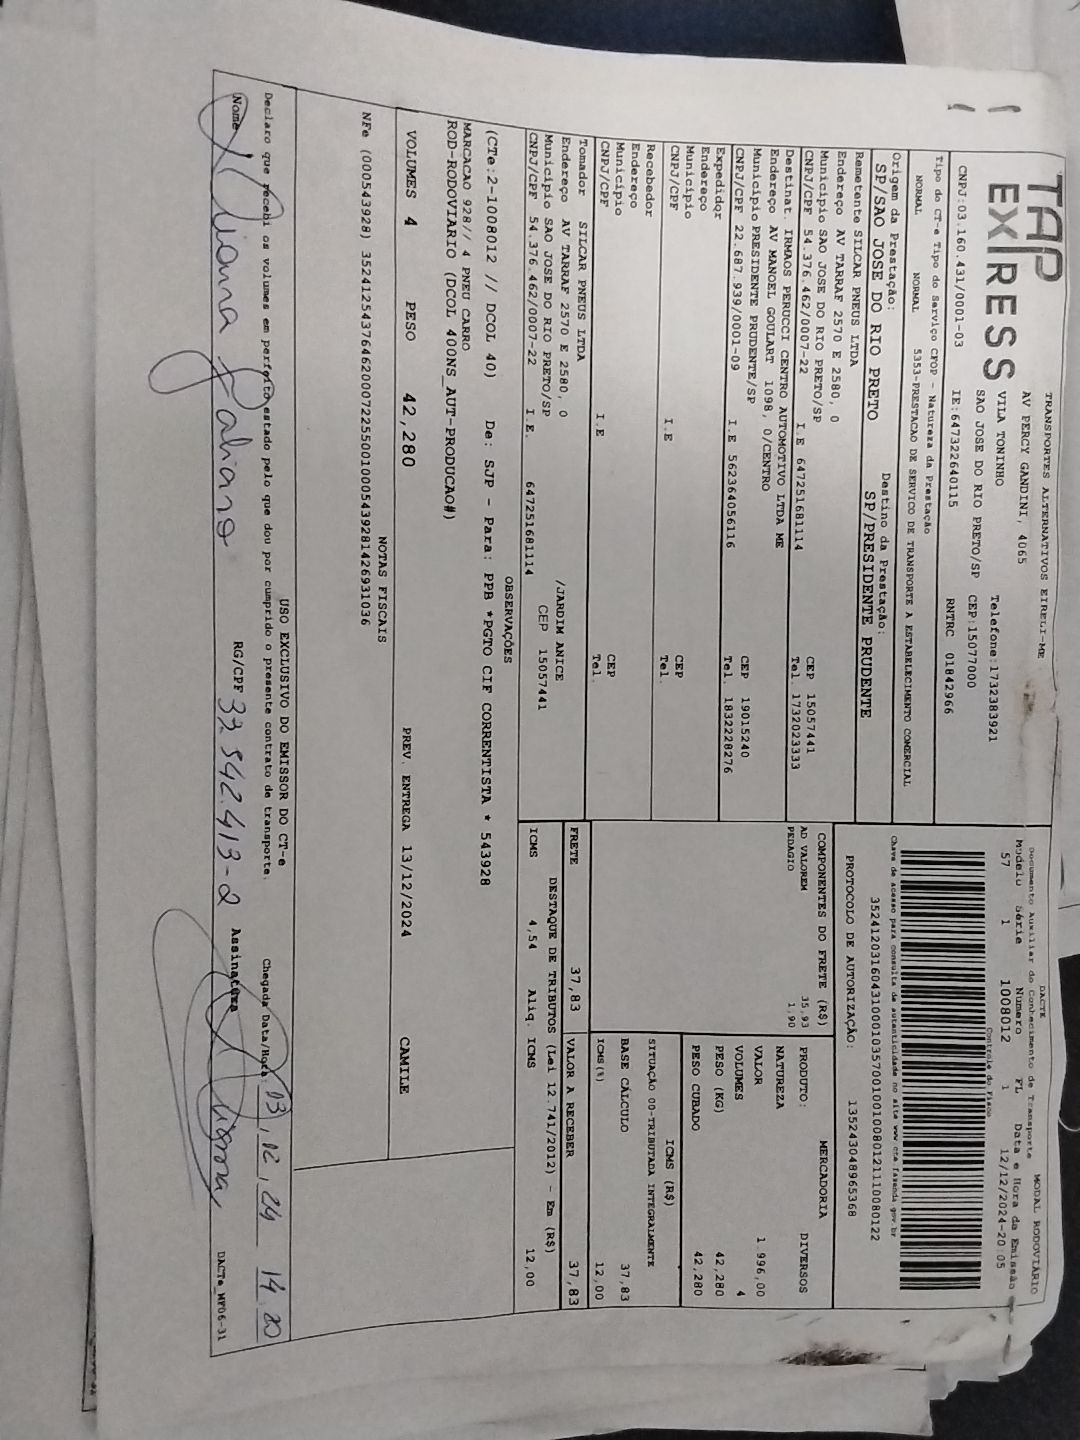 TAP
EXPRESS
TRANSPORTES ALTERNATIVOS EIRELI-ME
AV PERCY GANDINI, 4065
VILA TONINHO
Telefone:1732383921
SAO JOSE DO RIO PRETO/SP CEP:15077000
CNPJ:03.160.431/0001-03 IE:647322640115 RNTRC 01842966
Tipo do CT-e Tipo do Serviço CFOP - Natureza da Prestação
NORMAL NORMAL 5353-PRESTACAO DE SERVICO DE TRANSPORTE A ESTABELECIMENTO COMERCIAL
Origem da Prestação: Destino da Prestação:
SP/SAO JOSE DO RIO PRETO SP/PRESIDENTE PRUDENTE
Remetente SILCAR PNEUS LTDA
Endereço AV TARRAF 2570 E 2580, 0
Municipio SAO JOSE DO RIO PRETO/SP CEP 15057441
CNPJ/CPF 54.376.462/0007-22 I.E 647251681114 Tel. 1732023333
Destinat. IRMAOS PERUCCI CENTRO AUTOMOTIVO LTDA ME
Endereço AV MANOEL GOULART 1098, 0/CENTRO
Municipio PRESIDENTE PRUDENTE/SP CEP 19015240
CNPJ/CPF 22.687.939/0001-09 I.E 562364056116 Tel. 1832228276
Expedidor
Endereço
Municipio CEP
CNPJ/CPF I.E Tel.
Recebedor
Endereço
Municipio CEP
CNPJ/CPF I.E Tel.
Tomador SILCAR PNEUS LTDA
Endereço AV TARRAF 2570 E 2580, 0 /JARDIM ANICE
Municipio SAO JOSE DO RIO PRETO/SP CEP 15057441
CNPJ/CPF 54.376.462/0007-22 I.E. 647251681114
DACTE MODAL RODOVIÁRIO
Documento Auxiliar do Conhecimento de Transporte
Modelo Série Numero FL Data e Hora da Emissão
57 1 1008012 1 12/12/2024-20:05
Controle do Fisco
Chave de acesso para consulta de autenticidade no site www cte fazenda.gov.br
35241203160431000103570010010080121110080122
PROTOCOLO DE AUTORIZAÇÃO: 135243048965368
COMPONENTES DO FRETE (R$)
AD VALOREM 35,93
PEDAGIO 1,90
MERCADORIA
PRODUTO: DIVERSOS
NATUREZA
VALOR 1.996,00
VOLUMES 4
PESO (KG) 42,280
PESO CUBADO 42,280
ICMS (R$)
SITUAÇÃO 00-TRIBUTADA INTEGRALMENTE
BASE CÁLCULO 37,83
ICMS(%) 12,00
FRETE 37,83 VALOR A RECEBER 37,83
DESTAQUE DE TRIBUTOS (Lei 12.741/2012) - Em (R$)
ICMS 4,54 Aliq. ICMS 12,00
OBSERVAÇÕES
(CTe:2-1008012 // DCOL 40) De: SJP - Para: PPB *PGTO CIF CORRENTISTA * 543928
MARCACAO 928// 4 PNEU CARRO
ROD-RODOVIARIO (DCOL 400NS_AUT-PRODUCAO#)
VOLUMES 4 PESO 42,280 PREV. ENTREGA 13/12/2024 CAMILE
NOTAS FISCAIS
NFe (000543928) 35241254376462000722550010005439281426931036
USO EXCLUSIVO DO EMISSOR DO CT-e
Declaro que recebi os volumes em perfeito estado pelo que dou por cumprido o presente contrato de transporte. Chegada Data/Hora: 13/12/24 14:20
Nome Fabiano RG/CPF 33.942.413-2 Assinatura
DACTe_MF06-31